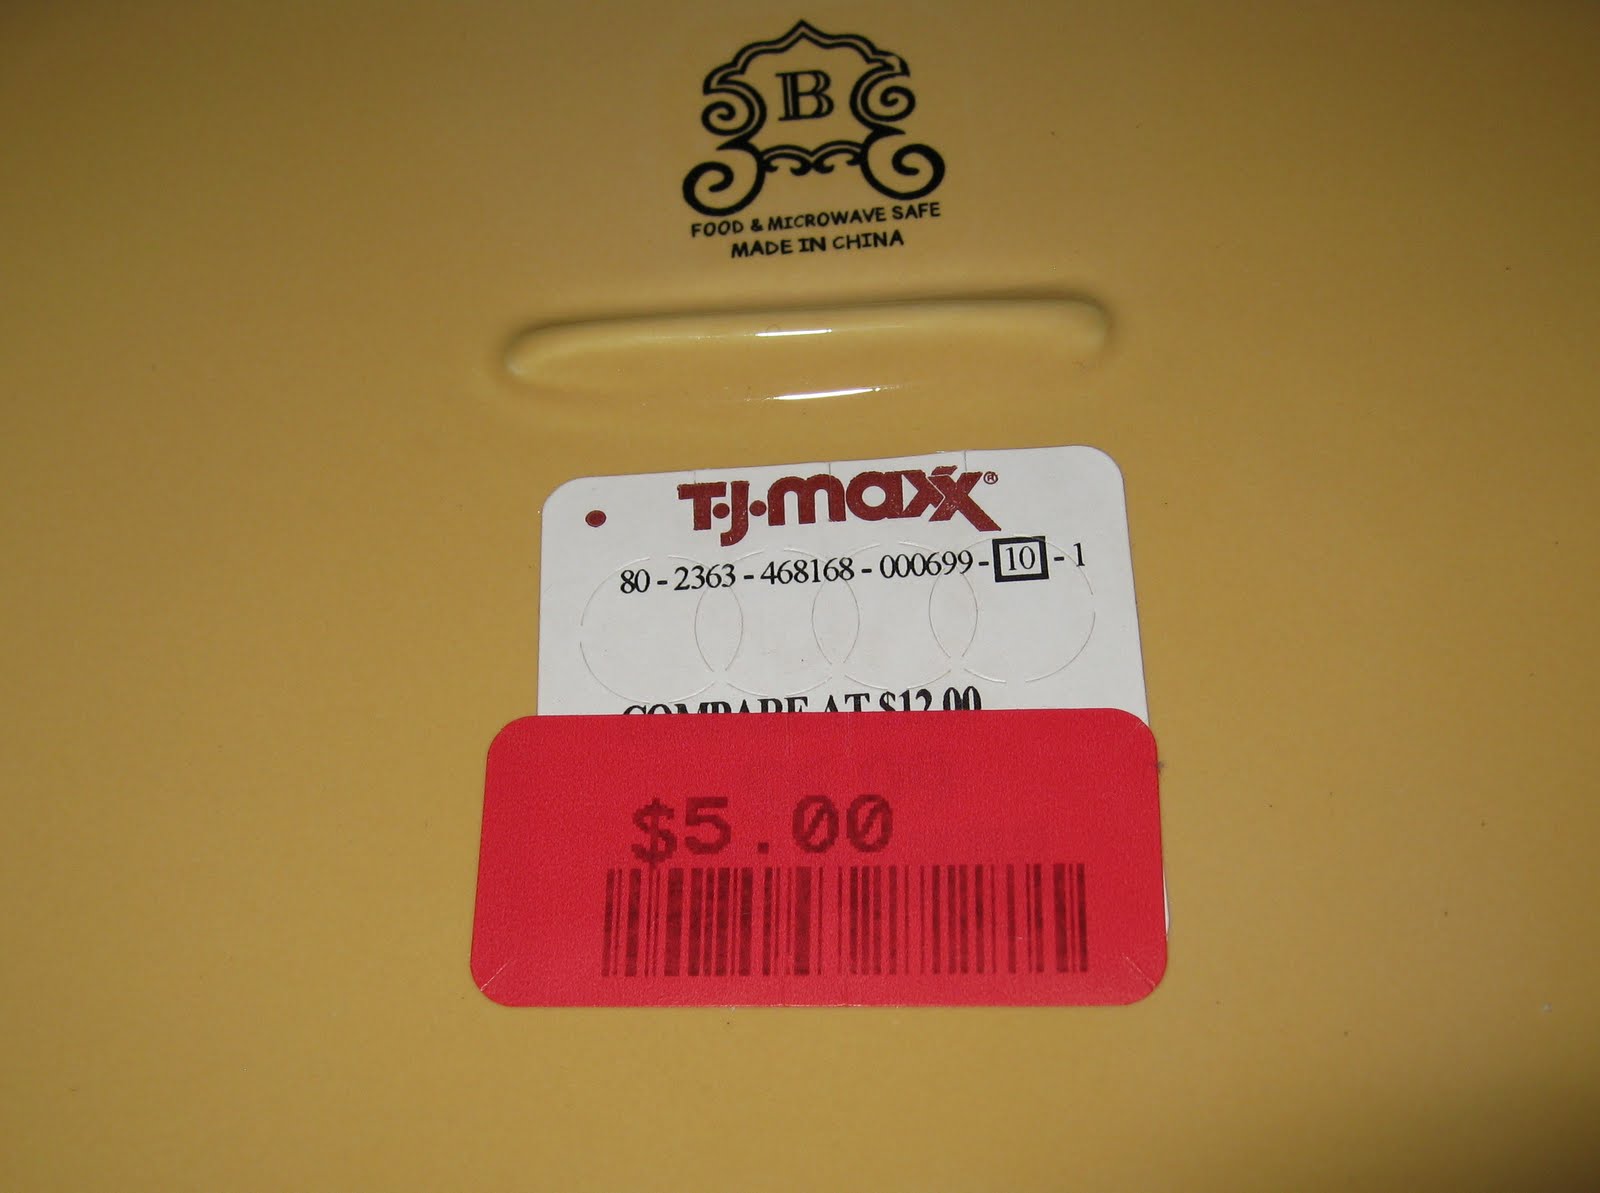 B
FOOD & MICROWAVE SAFE
MADE IN CHINA
T·J·maxx®
80 - 2363 - 468168 - 000699 - 10 - 1
COMPARE AT $12.00
$5.00